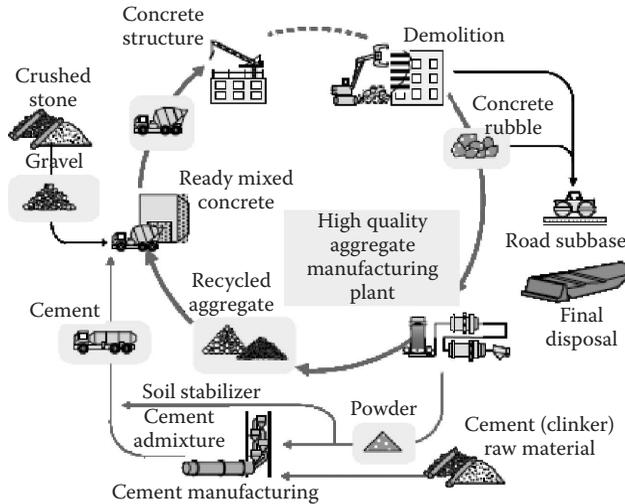 Concrete
structure
Demolition
Crushed
stone
Concrete
rubble
Gravel
Ready mixed
concrete
High quality
aggregate
manufacturing
plant
Road subbase
Recycled
aggregate
Cement
Final
disposal
Soil stabilizer
Cement
admixture
Powder
Cement (clinker)
raw material
Cement manufacturing